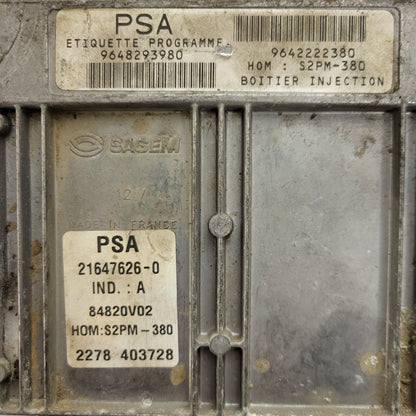 PSA
ETIQUETTE PROGRAMME
9648293980
9642222380
HOM : S2PM-380
BOITIER INJECTION
SAGEM
MADE IN FRANCE
PSA
21647626-0
IND. : A
84820V02
HOM:S2PM-380
2278 403728